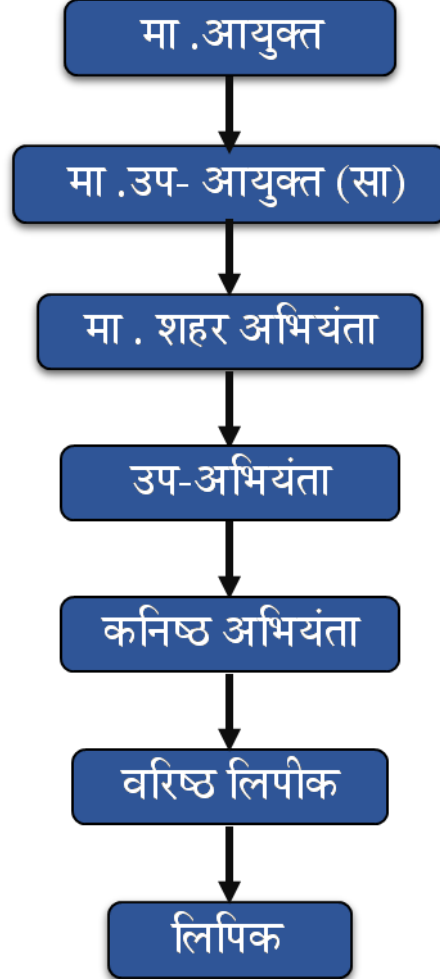 मा .आयुक्त
मा .उप- आयुक्त (सा)
मा . शहर अभियंता
उप-अभियंता
कनिष्ठ अभियंता
वरिष्ठ लिपीक
लिपिक